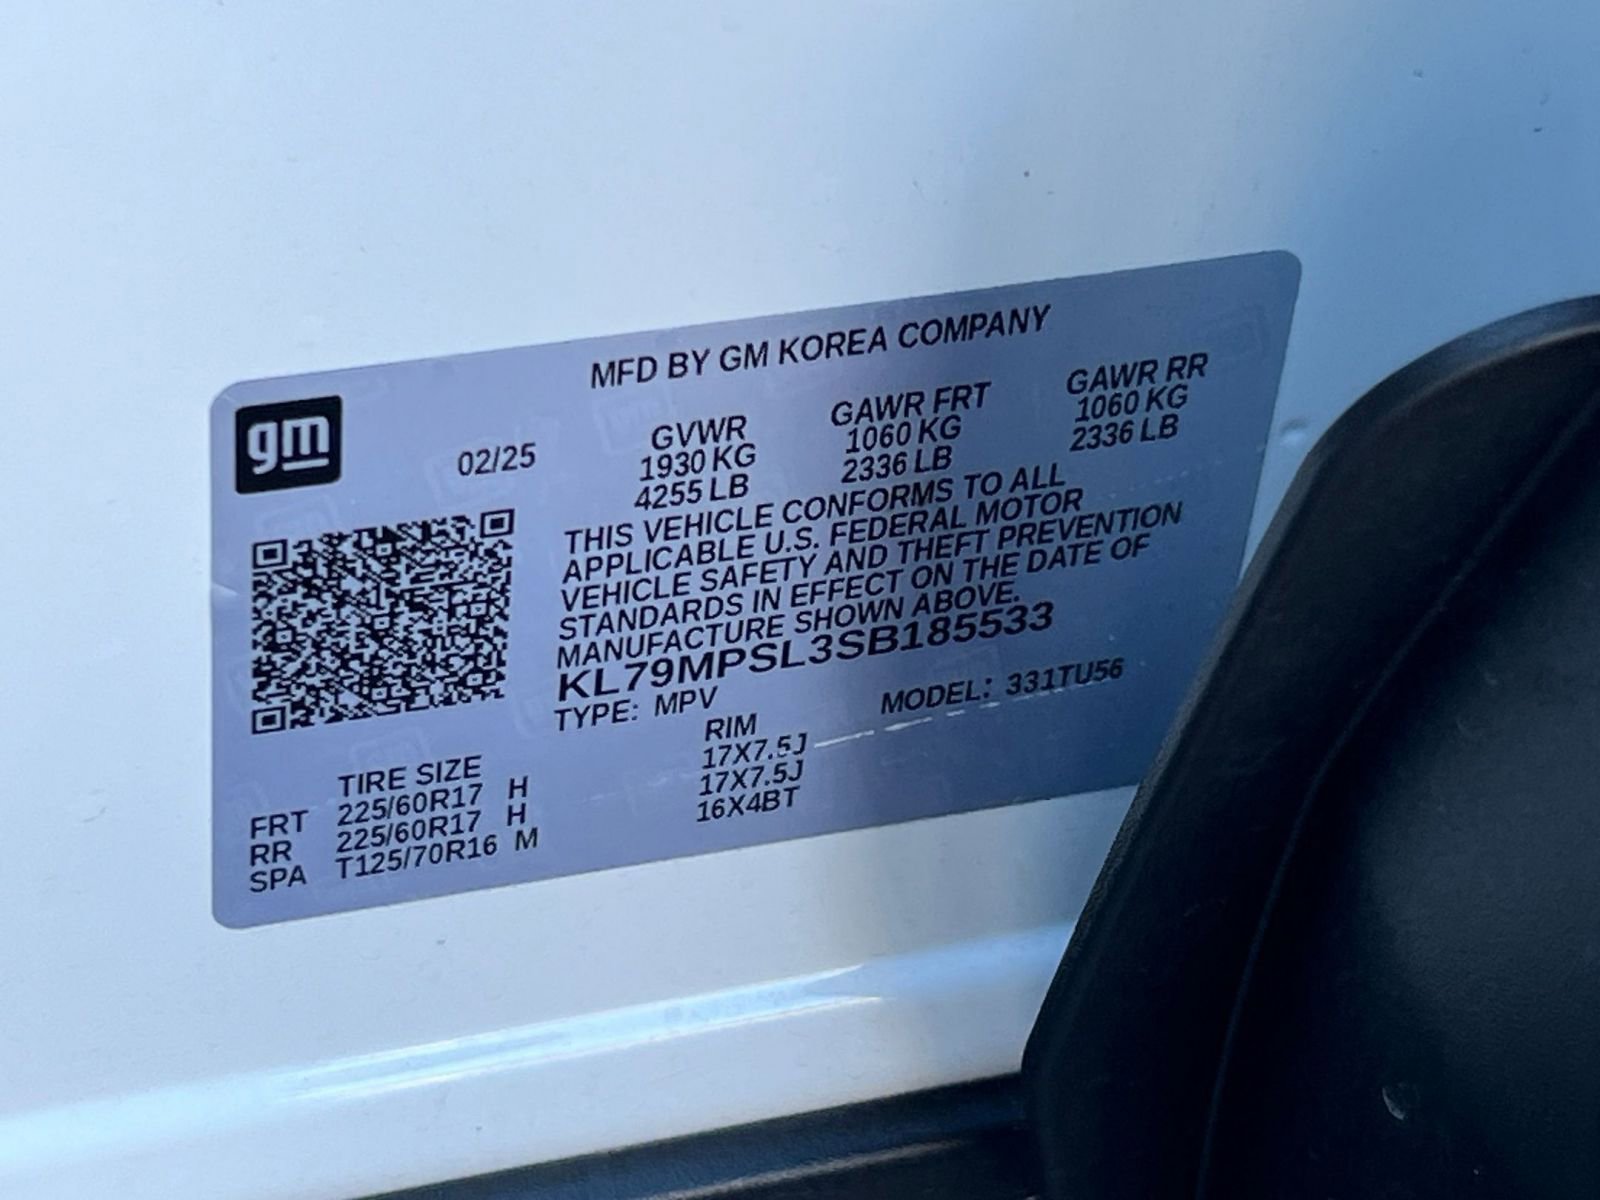 MFD BY GM KOREA COMPANY
gm
02/25
GVWR GAWR FRT GAWR RR
1930 KG 1060 KG 1060 KG
4255 LB 2336 LB 2336 LB
THIS VEHICLE CONFORMS TO ALL
APPLICABLE U.S. FEDERAL MOTOR
VEHICLE SAFETY AND THEFT PREVENTION
STANDARDS IN EFFECT ON THE DATE OF
MANUFACTURE SHOWN ABOVE.
KL79MPSL3SB185533
TYPE: MPV MODEL: 331TU56
TIRE SIZE RIM
FRT 225/60R17 H 17X7.5J
RR 225/60R17 H 17X7.5J
SPA T125/70R16 M 16X4BT